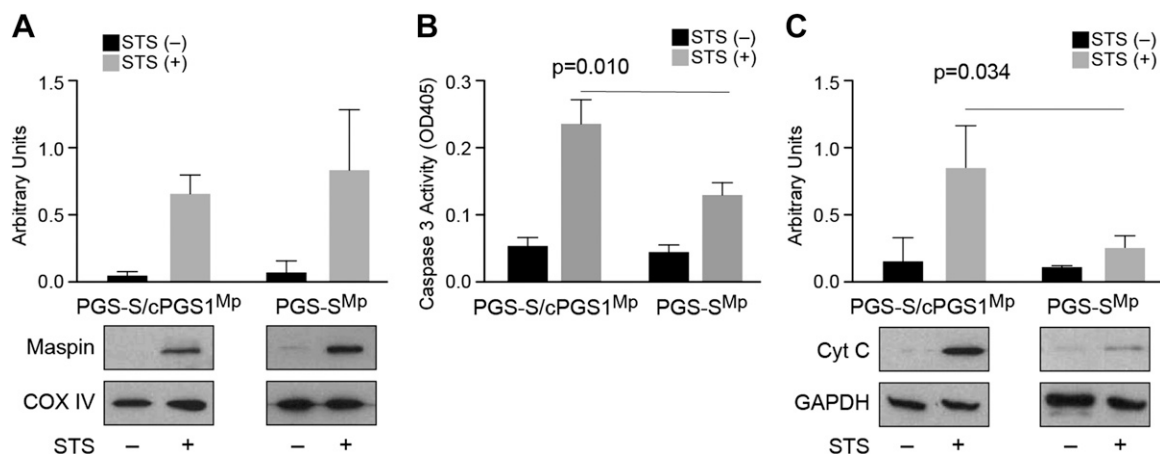 A
STS (–)
STS (+)
Arbitrary Units
1.5
1.0
0.5
0.0
PGS-S/cPGS1Mp
PGS-SMp
Maspin
COX IV
STS – + – +
B
STS (–)
STS (+)
p=0.010
Caspase 3 Activity (OD405)
0.3
0.2
0.1
0.0
PGS-S/cPGS1Mp
PGS-SMp
C
STS (–)
STS (+)
p=0.034
Arbitrary Units
1.5
1.0
0.5
0.0
PGS-S/cPGS1Mp
PGS-SMp
Cyt C
GAPDH
STS – + – +